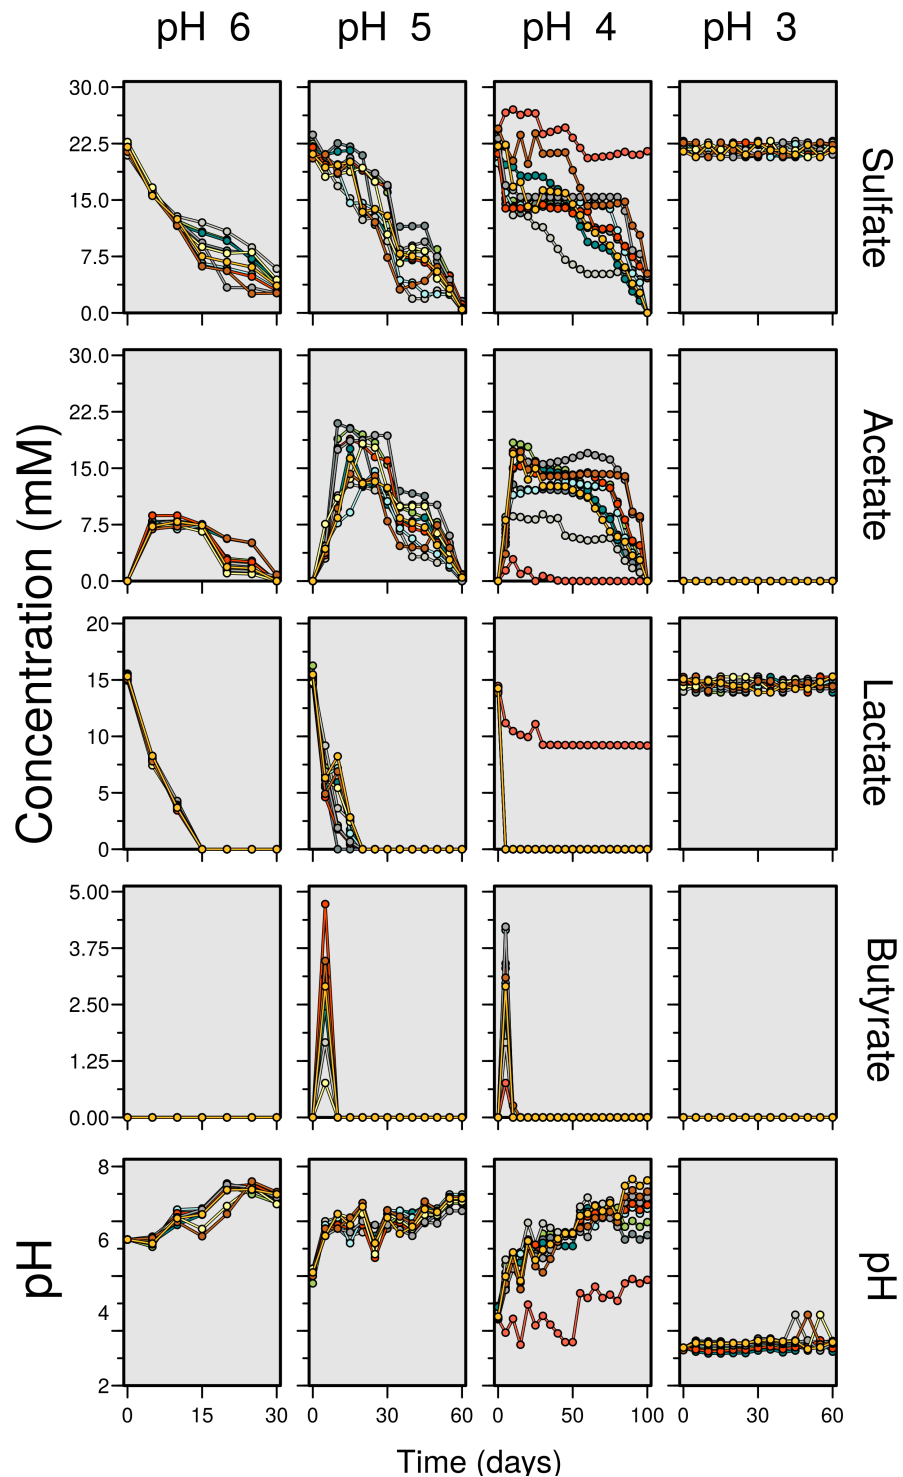 pH 6 pH 5 pH 4 pH 3
30.0
22.5
15.0
7.5
0.0
Sulfate
30.0
22.5
15.0
7.5
0.0
Acetate
Concentration (mM)
20
15
10
5
0
Lactate
5.00
3.75
2.50
1.25
0.00
Butyrate
8
6
4
2
pH
pH
0 15 30 0 30 60 0 50 100 0 30 60
Time (days)